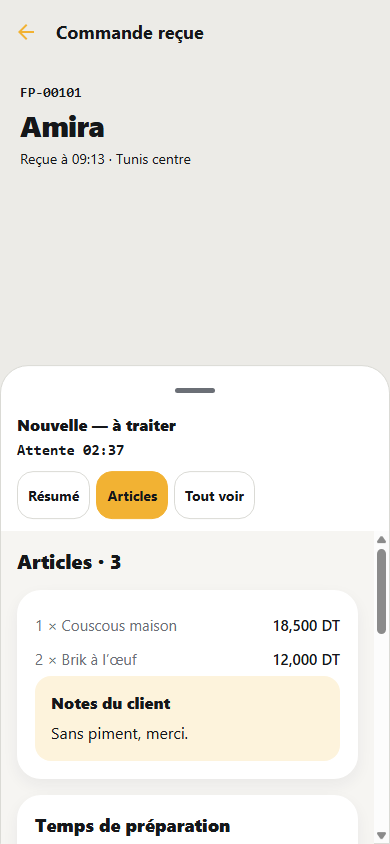 Commande reçue
FP-00101
Amira
Reçue à 09:13 · Tunis centre
Nouvelle — à traiter
Attente 02:37
Résumé Articles Tout voir
Articles · 3
1 × Couscous maison 18,500 DT
2 × Brik à l’œuf 12,000 DT
Notes du client
Sans piment, merci.
Temps de préparation